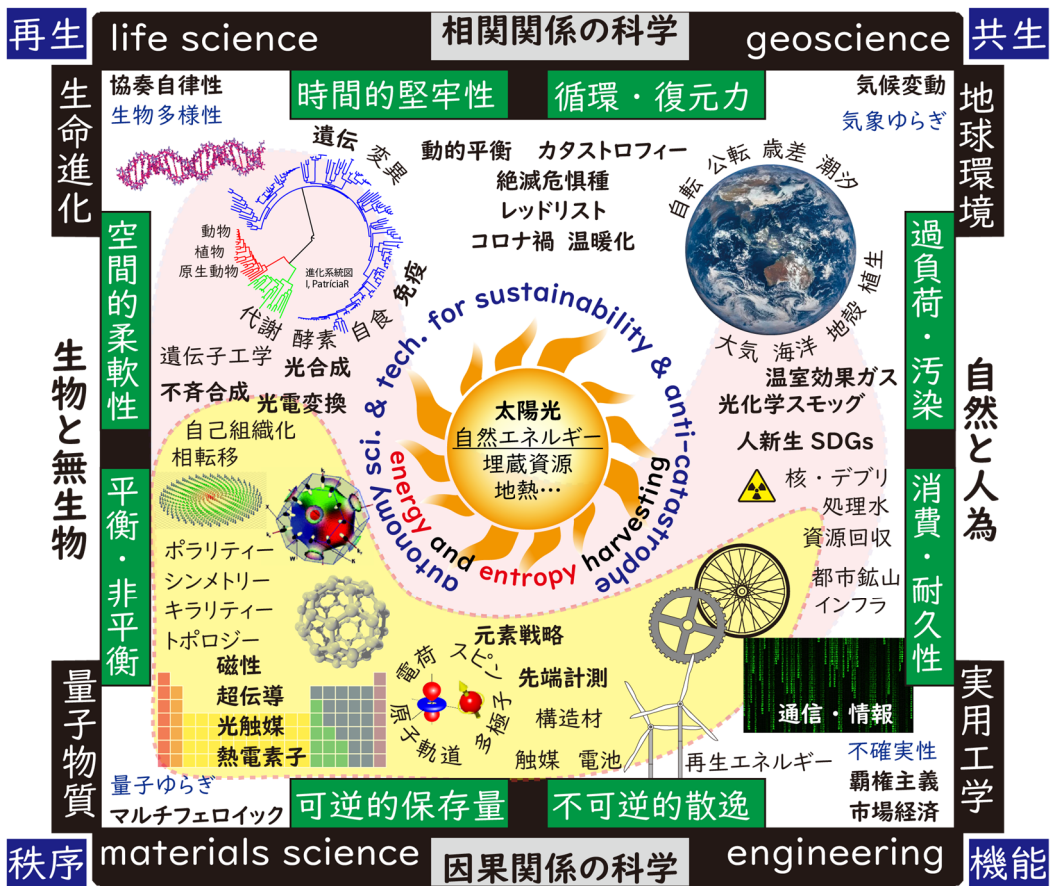 再生
life science
相関関係の科学
geoscience
共生
生命進化
協奏自律性
生物多様性
時間的堅牢性
循環・復元力
気候変動
気象ゆらぎ
地球環境
遺伝
変異
動的平衡 カタストロフィー
絶滅危惧種
レッドリスト
コロナ禍 温暖化
自転 公転 歳差 潮汐
動物
植物
原生動物
進化系統図
I, PatríciaR
代謝 酵素 自食 免疫
大気 海洋 地殻 植生
空間的柔軟性
過負荷・汚染
遺伝子工学
光合成
不斉合成
光電変換
温室効果ガス
光化学スモッグ
生物と無生物
自然と人為
autonomy sci. & tech. for sustainability & anti-catastrophe
太陽光
自然エネルギー
埋蔵資源
地熱…
energy and entropy harvesting
自己組織化
相転移
人新生 SDGs
核・デブリ
処理水
資源回収
都市鉱山
インフラ
平衡・非平衡
消費・耐久性
ポラリティー
シンメトリー
キラリティー
トポロジー
磁性
超伝導
光触媒
熱電素子
元素戦略
電荷
スピン
原子軌道
多極子
先端計測
構造材
触媒 電池
再生エネルギー
通信・情報
量子物質
量子ゆらぎ
マルチフェロイック
可逆的保存量
不可逆的散逸
不確実性
覇権主義
市場経済
実用工学
秩序
materials science
因果関係の科学
engineering
機能